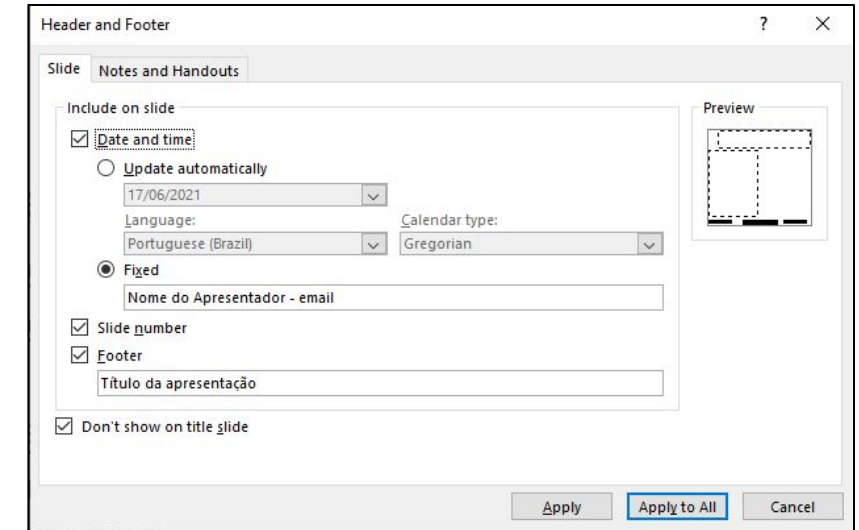 Header and Footer ?
Slide Notes and Handouts
Include on slide
Date and time
Update automatically
17/06/2021
Language: Calendar type:
Portuguese (Brazil) Gregorian
Fixed
Nome do Apresentador - email
Slide number
Footer
Título da apresentação
Don't show on title slide
Preview
Apply Apply to All Cancel